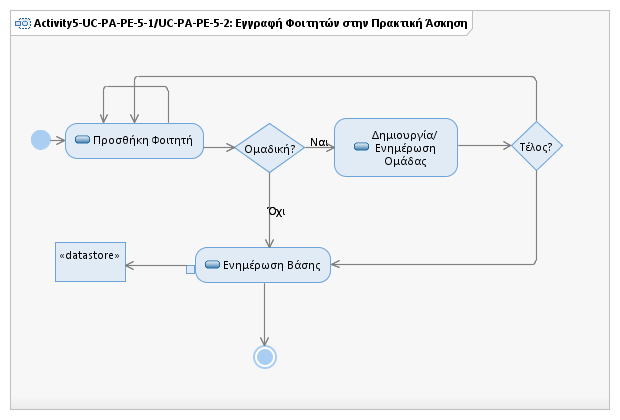 Activity5-UC-PA-PE-5-1/UC-PA-PE-5-2: Εγγραφή Φοιτητών στην Πρακτική Άσκηση
Προσθήκη Φοιτητή
Ομαδική?
Ναι
Δημιουργία/
Ενημέρωση
Ομάδας
Τέλος?
Όχι
«datastore»
Ενημέρωση Βάσης